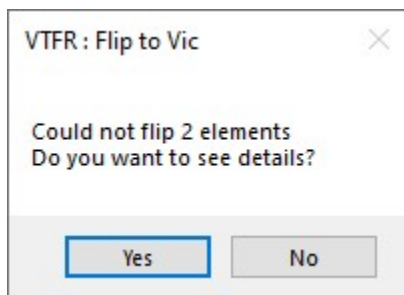 VTFR : Flip to Vic
Could not flip 2 elements
Do you want to see details?
Yes
No